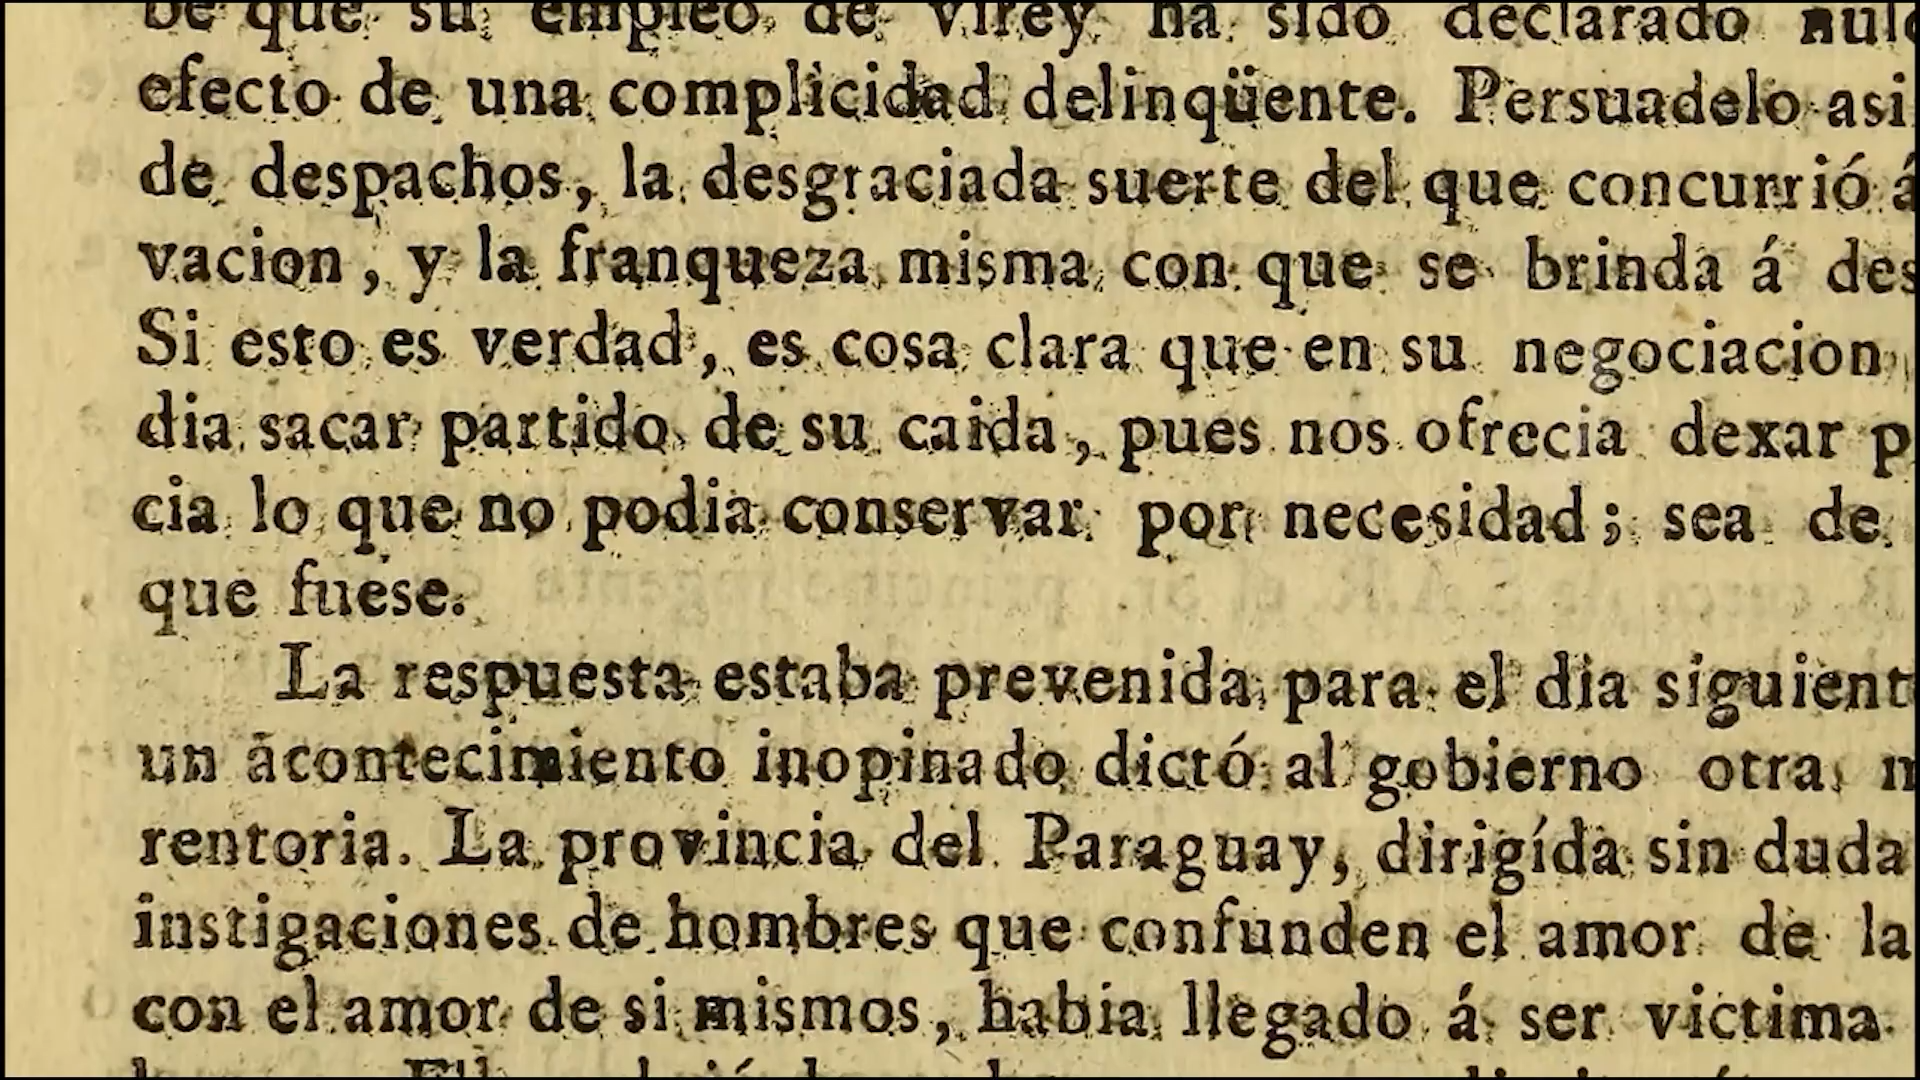 be que su empleo de virey ha sido declarado nulo
efecto de una complicidad delinqüente. Persuadelo asi
de despachos, la desgraciada suerte del que concurrió á
vacion, y la franqueza misma con que se brinda á des
Si esto es verdad, es cosa clara que en su negociacion
dia sacar partido de su caida, pues nos ofrecia dexar p
cia lo que no podia conservar por necesidad; sea de
que fuese.
La respuesta estaba prevenida para el dia siguient
un acontecimiento inopinado dictó al gobierno otra
rentoria. La provincia del Paraguay, dirigída sin duda
instigaciones de hombres que confunden el amor de la
con el amor de si mismos, habia llegado á ser victima